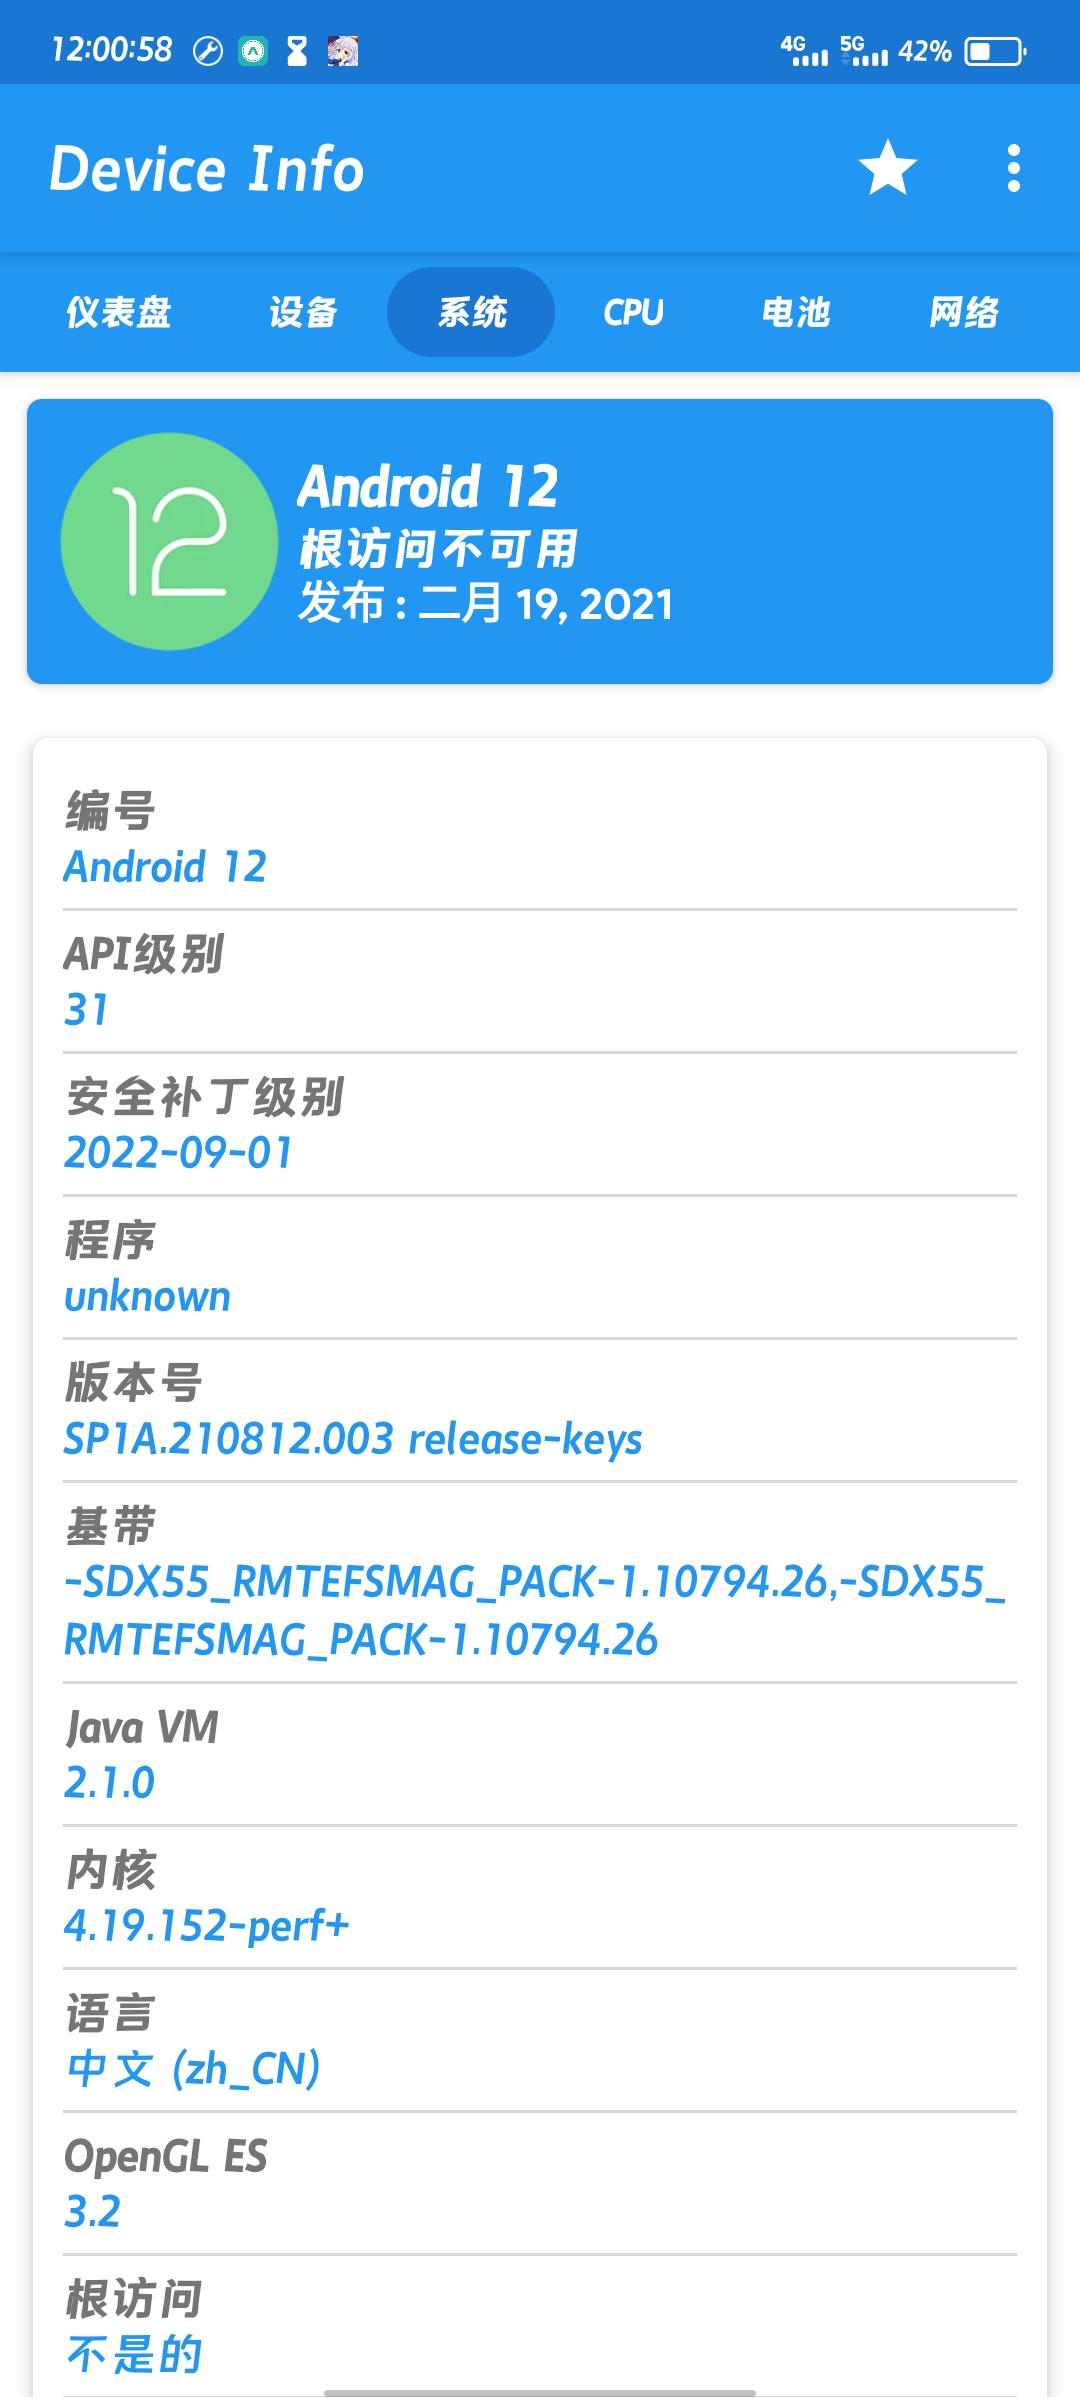 12:00:58
4G 5G 42%
Device Info
仪表盘 设备 系统 CPU 电池 网络
12
Android 12
根访问不可用
发布 : 二月 19, 2021
编号
Android 12
API级别
31
安全补丁级别
2022-09-01
程序
unknown
版本号
SP1A.210812.003 release-keys
基带
-SDX55_RMTEFSMAG_PACK-1.10794.26,-SDX55_
RMTEFSMAG_PACK-1.10794.26
Java VM
2.1.0
内核
4.19.152-perf+
语言
中文 (zh_CN)
OpenGL ES
3.2
根访问
不是的